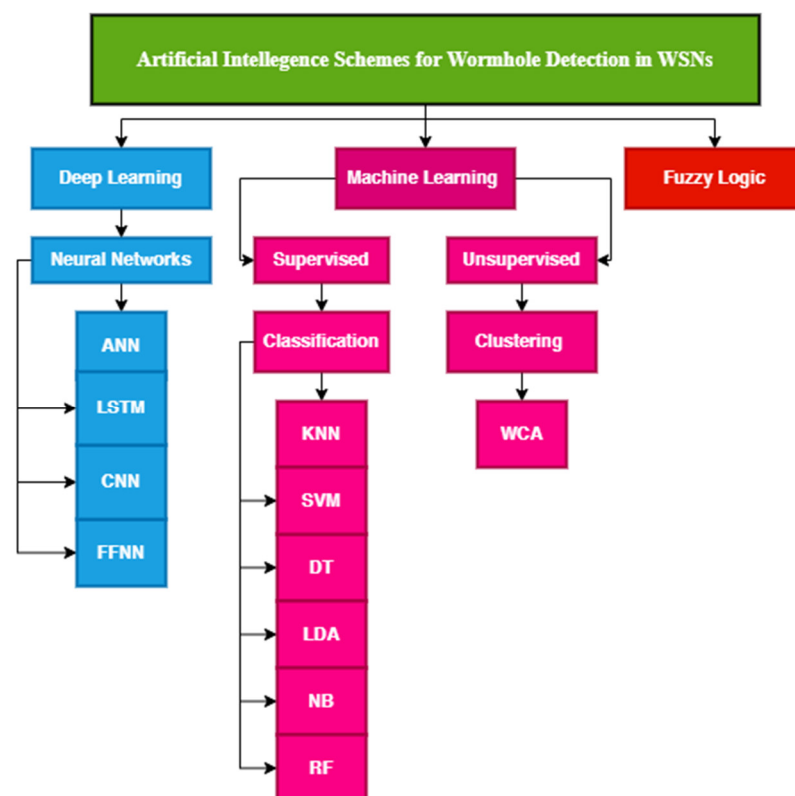 Artificial Intellegence Schemes for Wormhole Detection in WSNs
Deep Learning
Machine Learning
Fuzzy Logic
Neural Networks
Supervised
Unsupervised
ANN
Classification
Clustering
LSTM
KNN
WCA
CNN
SVM
FFNN
DT
LDA
NB
RF